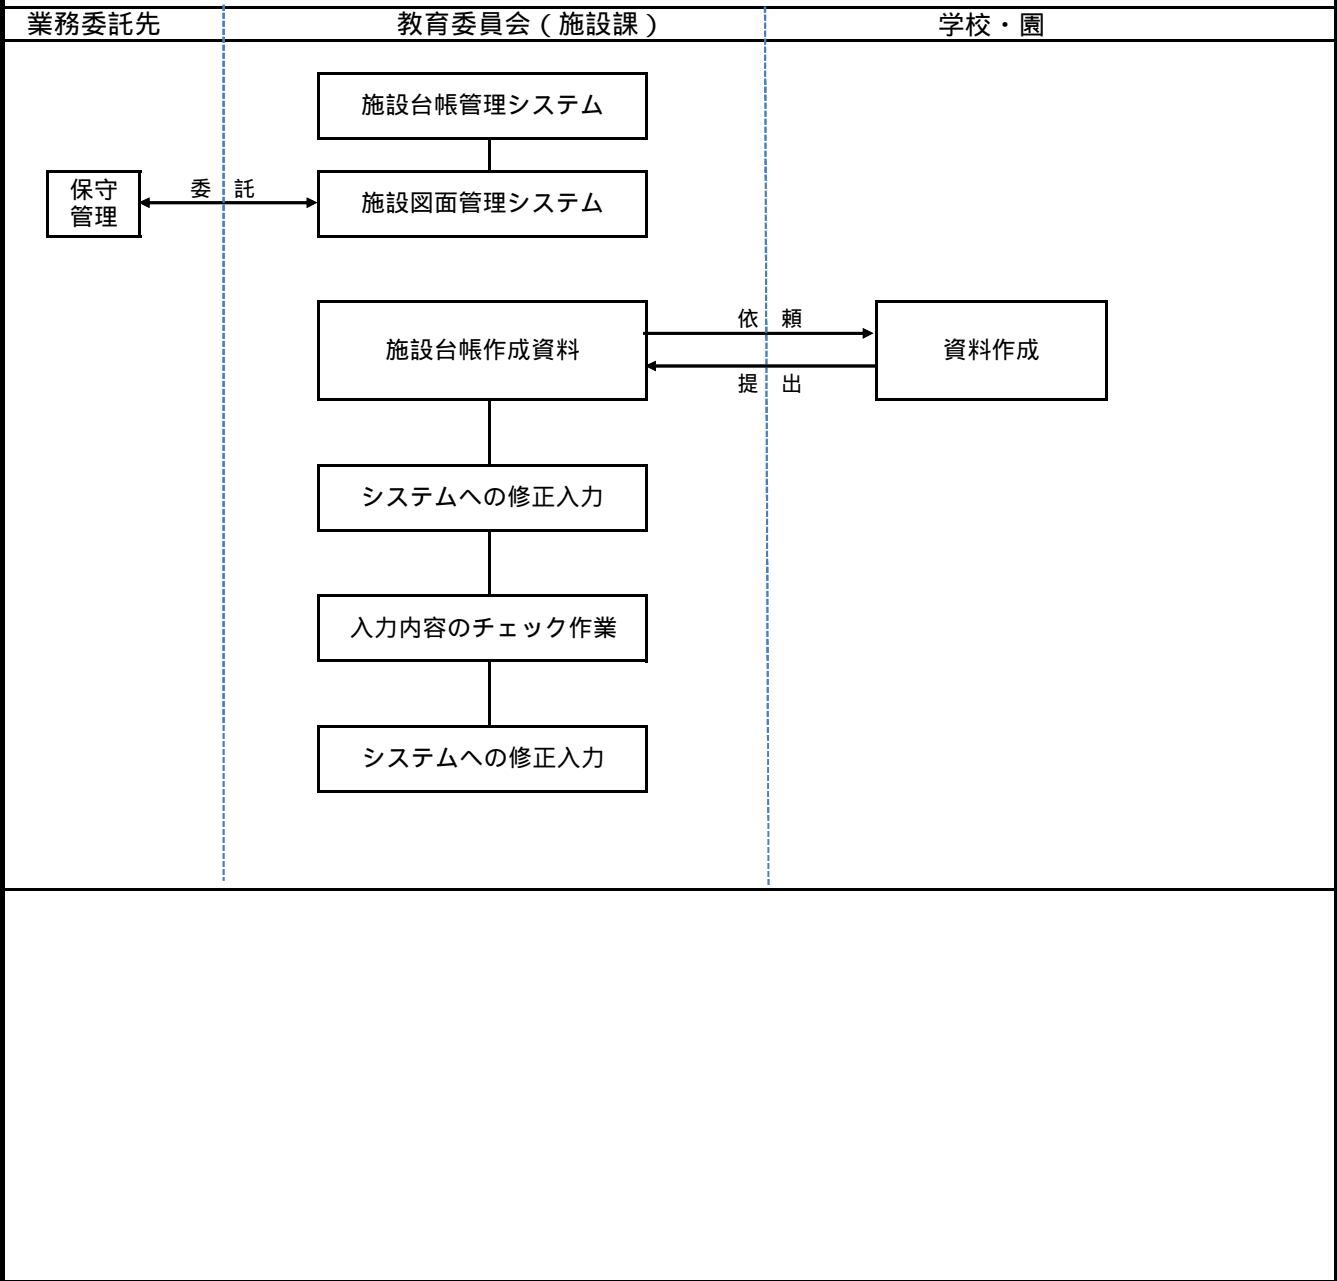 業務委託先
教育委員会（施設課）
学校・園
施設台帳管理システム
保守
管理
委 託
施設図面管理システム
施設台帳作成資料
依 頼
提 出
資料作成
システムへの修正入力
入力内容のチェック作業
システムへの修正入力